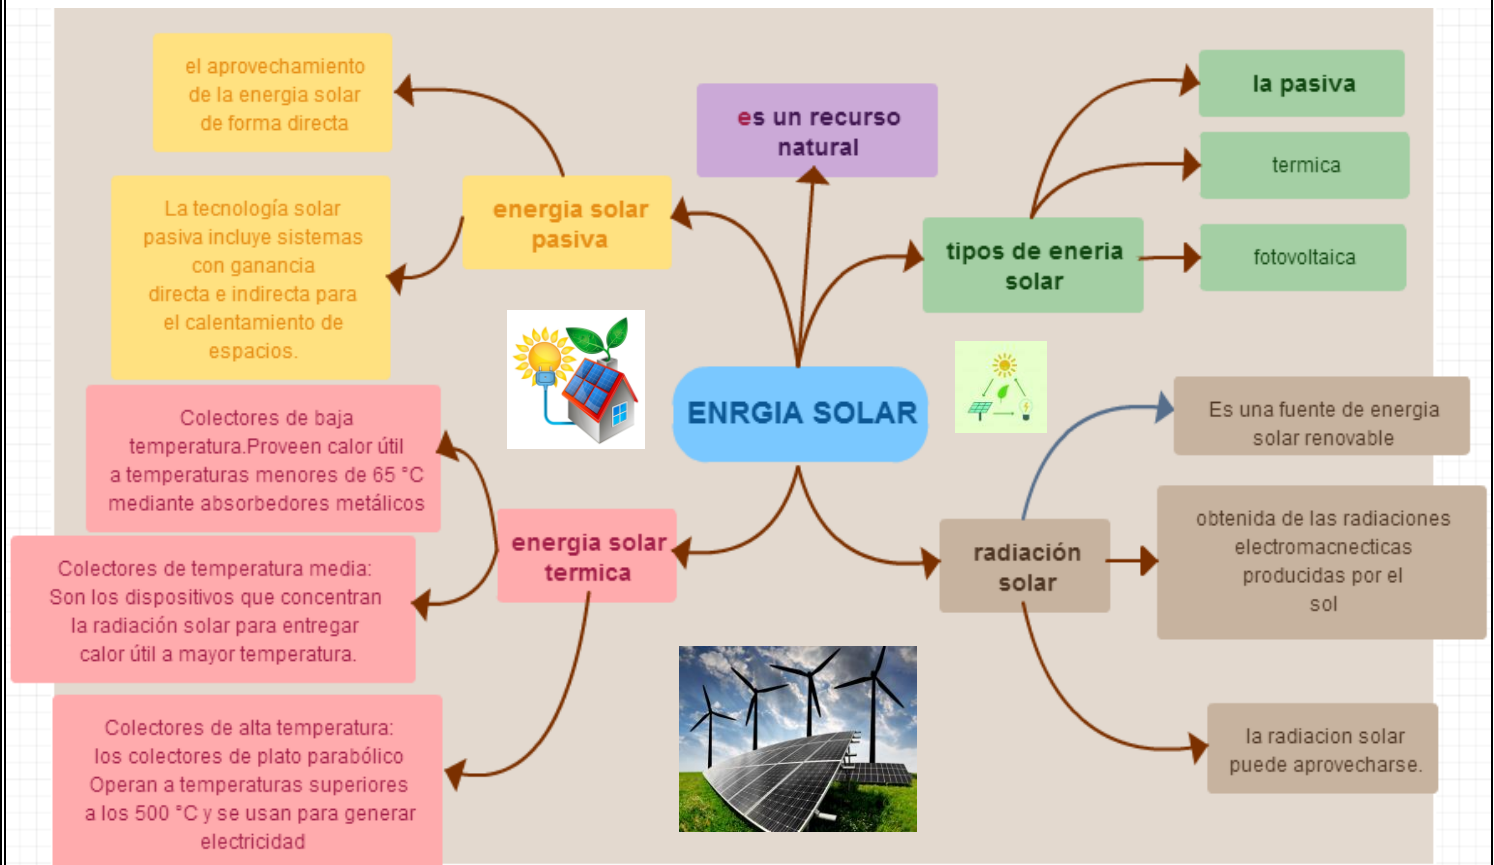 el aprovechamiento
de la energia solar
de forma directa
La tecnología solar
pasiva incluye sistemas
con ganancia
directa e indirecta para
el calentamiento de
espacios.
energia solar
pasiva
es un recurso
natural
tipos de eneria
solar
la pasiva
termica
fotovoltaica
ENRGIA SOLAR
Colectores de baja
temperatura.Proveen calor útil
a temperaturas menores de 65 °C
mediante absorbedores metálicos
Colectores de temperatura media:
Son los dispositivos que concentran
la radiación solar para entregar
calor útil a mayor temperatura.
Colectores de alta temperatura:
los colectores de plato parabólico
Operan a temperaturas superiores
a los 500 °C y se usan para generar
electricidad
energia solar
termica
radiación
solar
Es una fuente de energia
solar renovable
obtenida de las radiaciones
electromacnecticas
producidas por el
sol
la radiacion solar
puede aprovecharse.